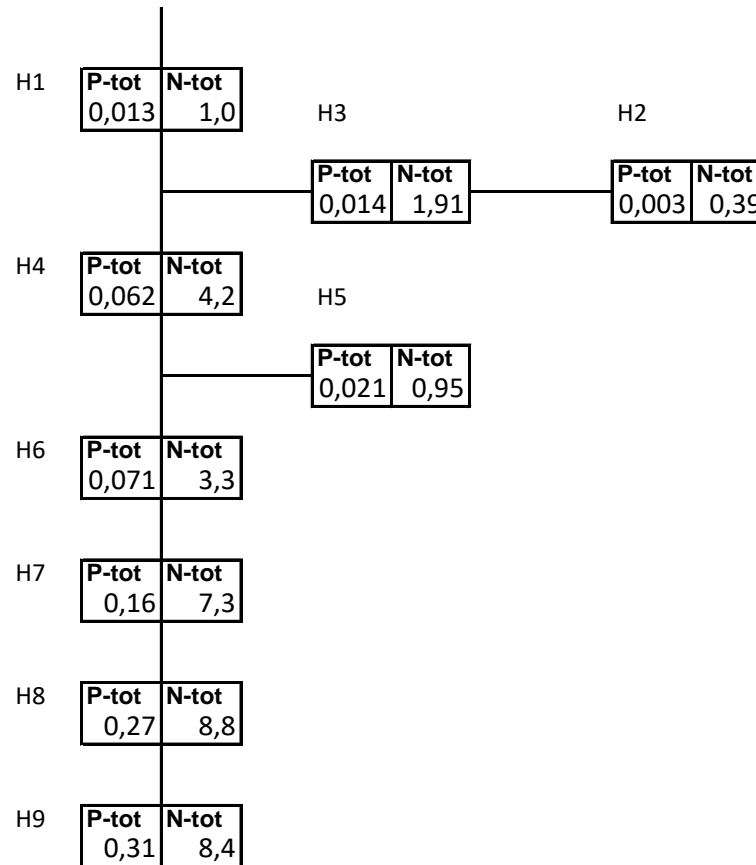 H1 P-tot N-tot
0,013 1,0
H3 H2
P-tot N-tot P-tot N-tot
0,014 1,91 0,003 0,39
H4 P-tot N-tot
0,062 4,2
H5
P-tot N-tot
0,021 0,95
H6 P-tot N-tot
0,071 3,3
H7 P-tot N-tot
0,16 7,3
H8 P-tot N-tot
0,27 8,8
H9 P-tot N-tot
0,31 8,4